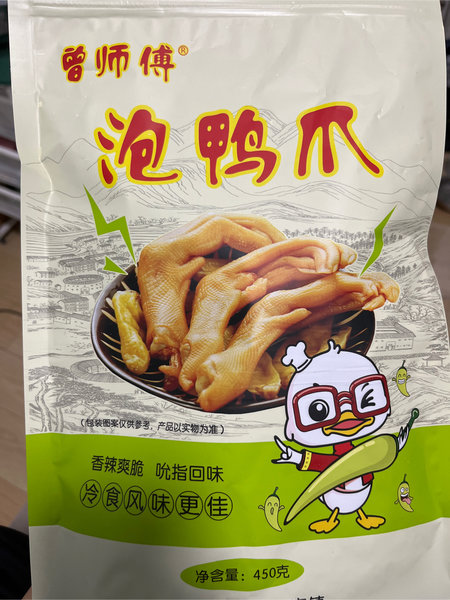 曾师傅®
泡鸭爪
(包装图案仅供参考，产品以实物为准)
香辣爽脆 吮指回味
冷食风味更佳
净含量：450克